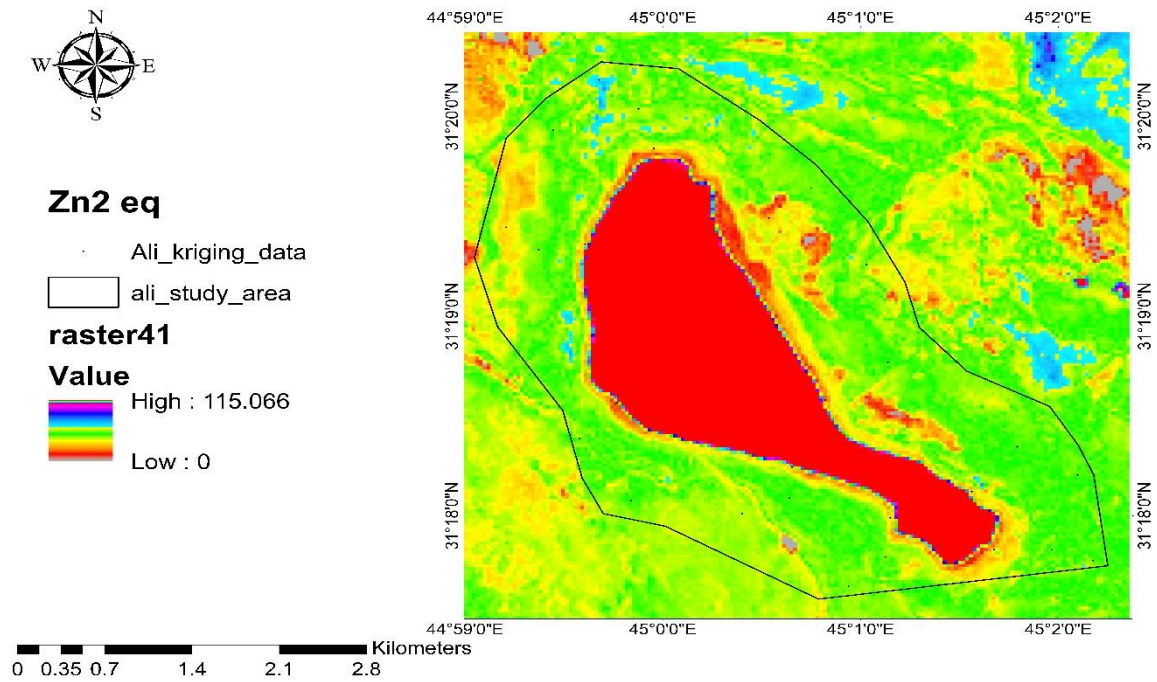 N
W E
S
Zn2 eq
Ali_kriging_data
ali_study_area
raster41
Value
High : 115.066
Low : 0
Kilometers
0 0.35 0.7 1.4 2.1 2.8
44°59'0"E 45°0'0"E 45°1'0"E 45°2'0"E
31°20'0"N 31°20'0"N
31°19'0"N 31°19'0"N
31°18'0"N 31°18'0"N
44°59'0"E 45°0'0"E 45°1'0"E 45°2'0"E